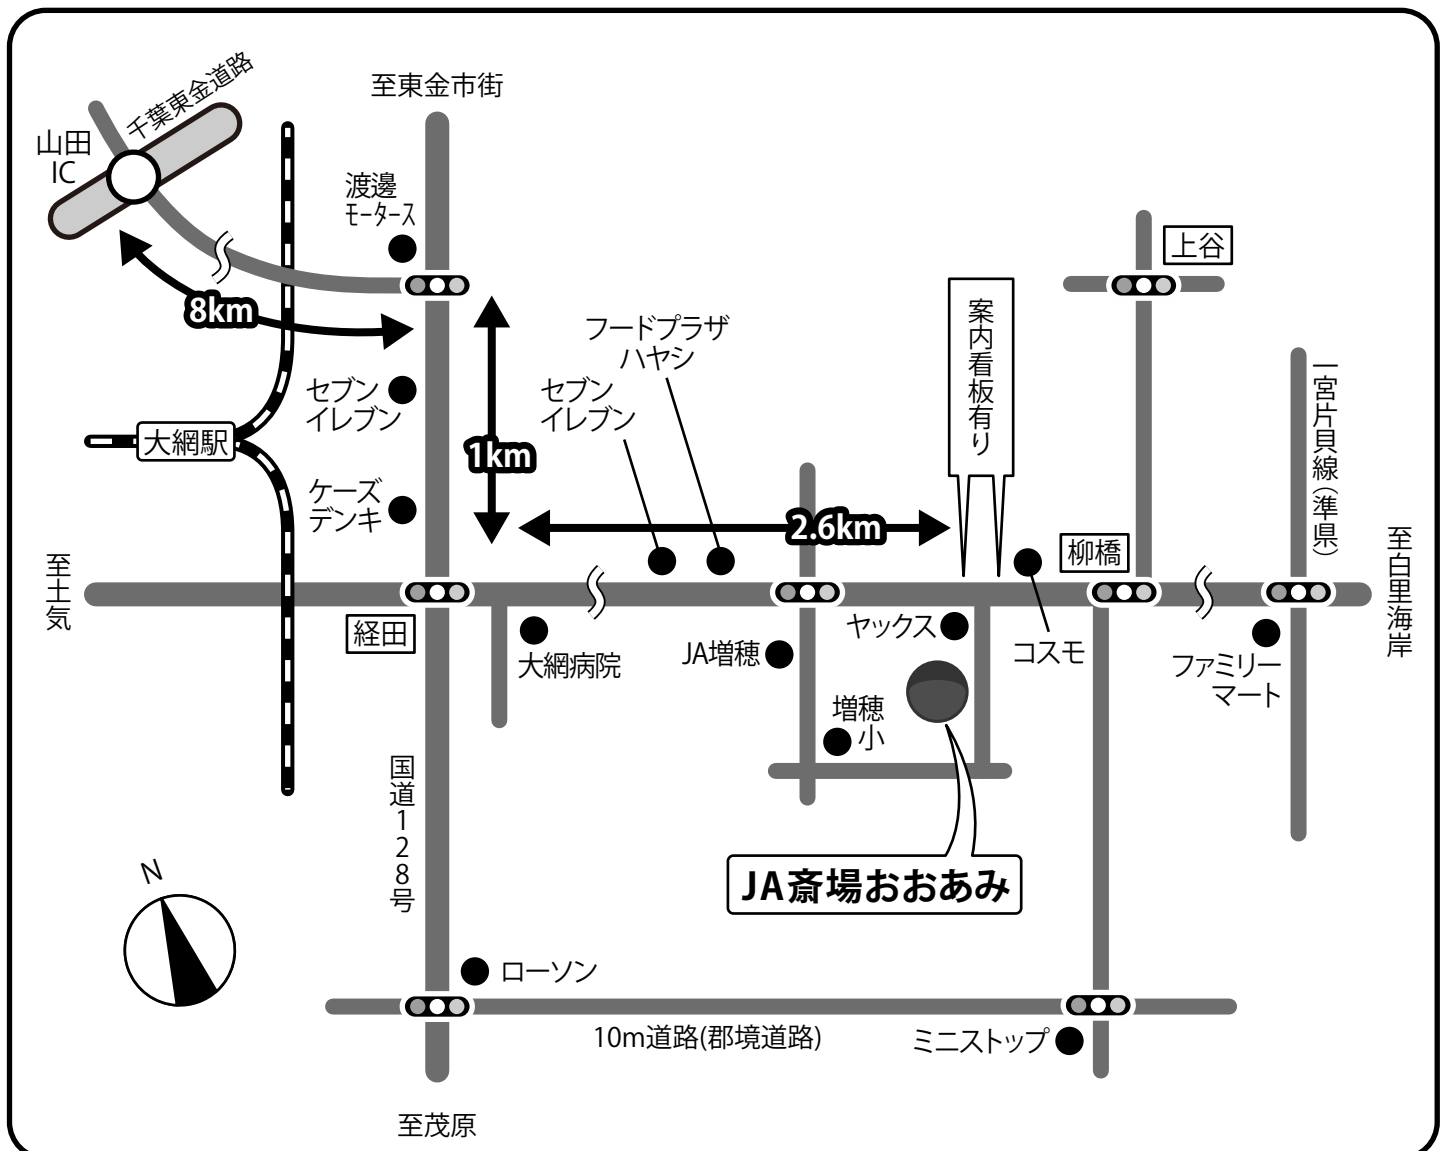 至東金市街
千葉東金道路
山田
IC
渡邊
モータース
上谷
8km
案内看板有り
フードプラザ
ハヤシ
セブン
イレブン
セブン
イレブン
一宮片貝線(準県)
大網駅
1km
ケーズ
デンキ
2.6km
柳橋
至土気
至白里海岸
経田
大網病院
JA増穂
ヤックス
コスモ
ファミリー
マート
増穂
小
国道128号
JA斎場おおあみ
N
ローソン
10m道路(郡境道路)
ミニストップ
至茂原